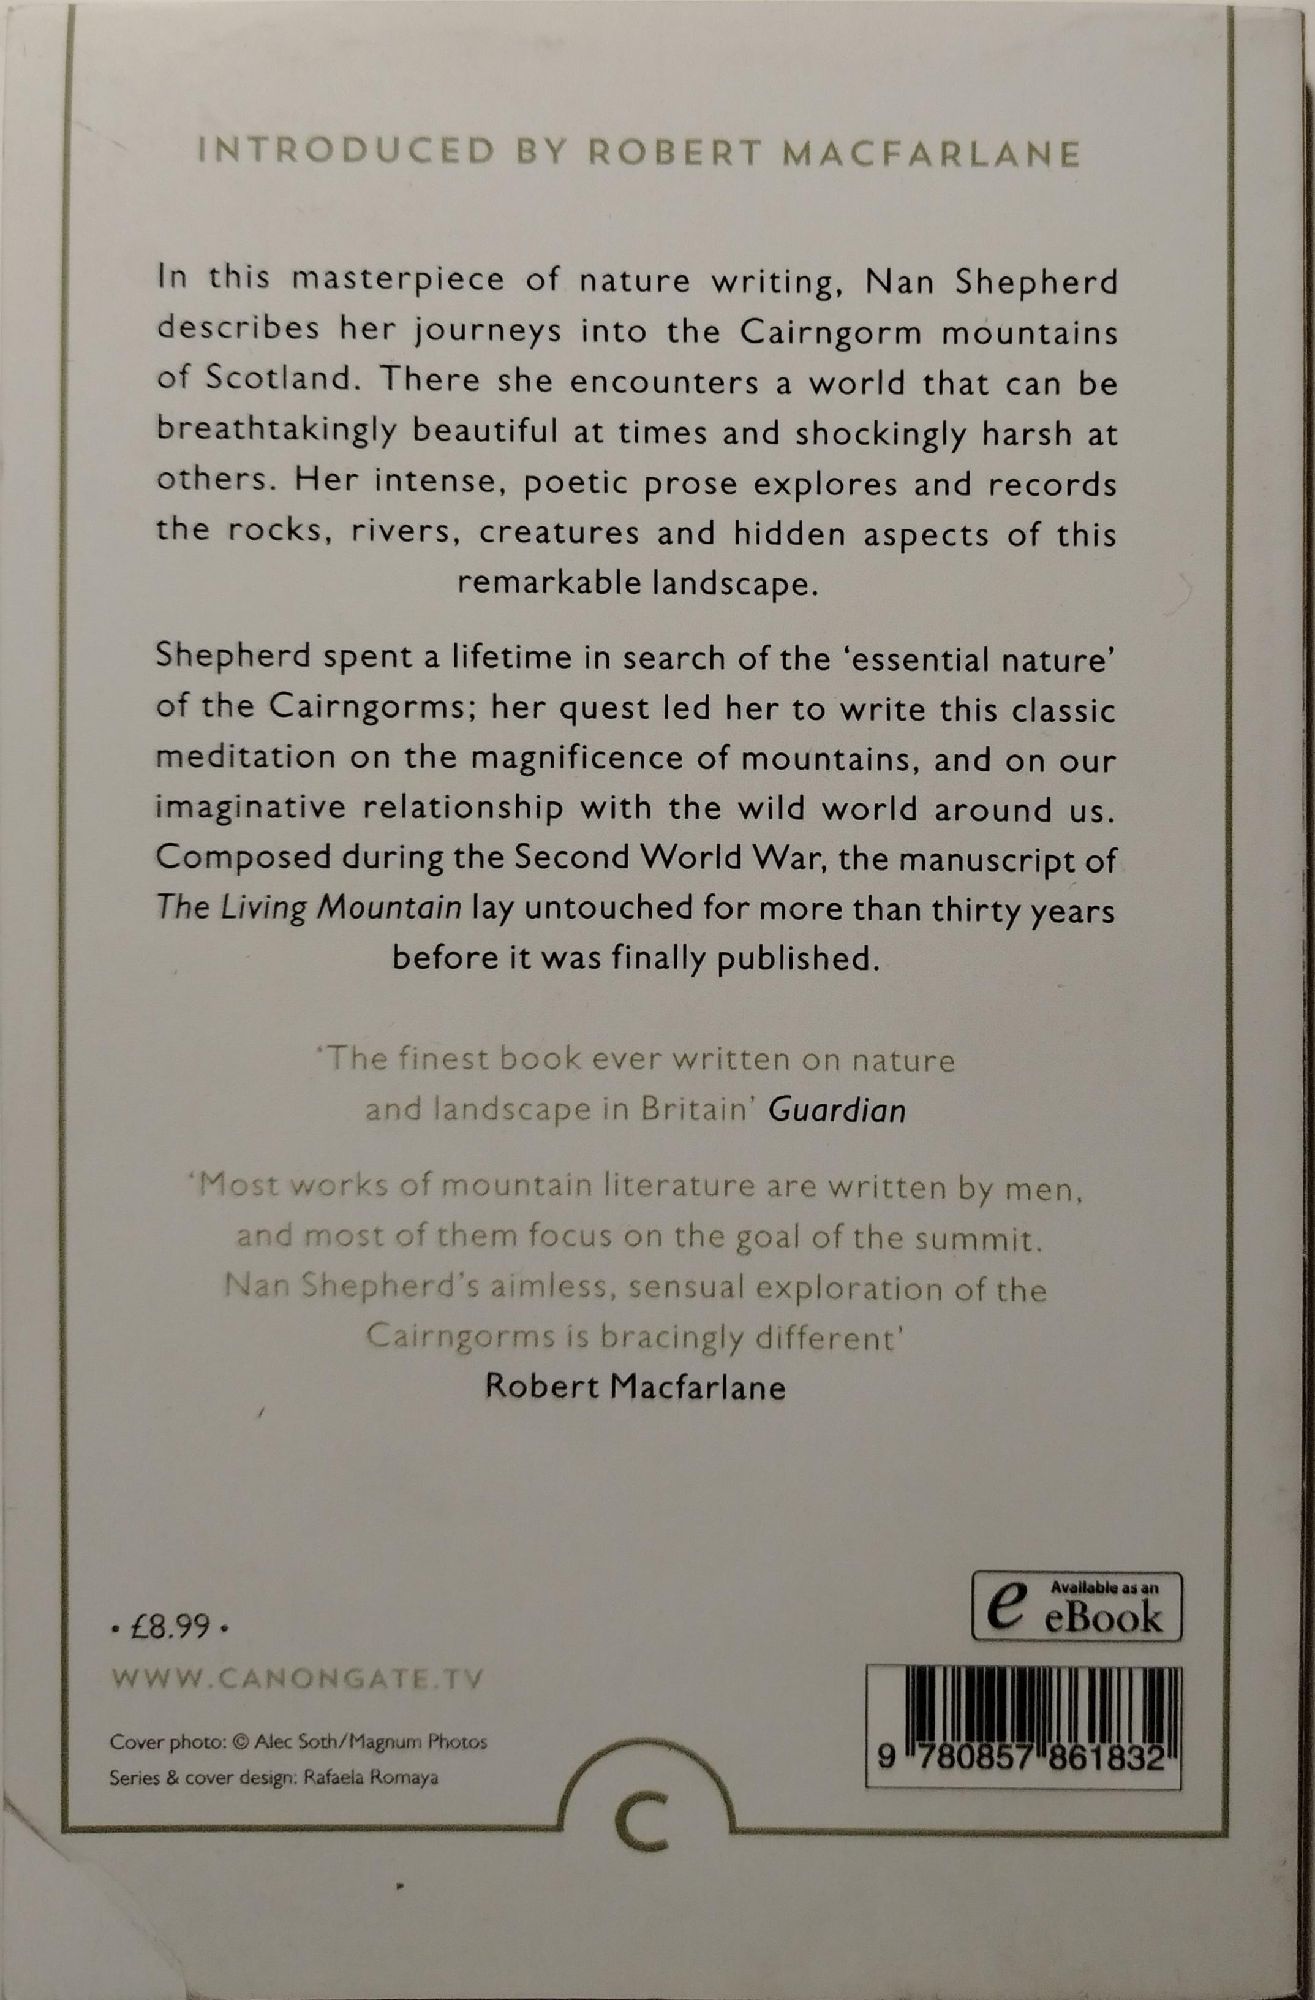 INTRODUCED BY ROBERT MACFARLANE
In this masterpiece of nature writing, Nan Shepherd
describes her journeys into the Cairngorm mountains
of Scotland. There she encounters a world that can be
breathtakingly beautiful at times and shockingly harsh at
others. Her intense, poetic prose explores and records
the rocks, rivers, creatures and hidden aspects of this
remarkable landscape.
Shepherd spent a lifetime in search of the ‘essential nature’
of the Cairngorms; her quest led her to write this classic
meditation on the magnificence of mountains, and on our
imaginative relationship with the wild world around us.
Composed during the Second World War, the manuscript of
The Living Mountain lay untouched for more than thirty years
before it was finally published.
‘The finest book ever written on nature
and landscape in Britain’ Guardian
‘Most works of mountain literature are written by men,
and most of them focus on the goal of the summit.
Nan Shepherd’s aimless, sensual exploration of the
Cairngorms is bracingly different’
Robert Macfarlane
• £8.99 •
WWW.CANONGATE.TV
Cover photo: © Alec Soth/Magnum Photos
Series & cover design: Rafaela Romaya
C
e Available as an
eBook
9 780857 861832